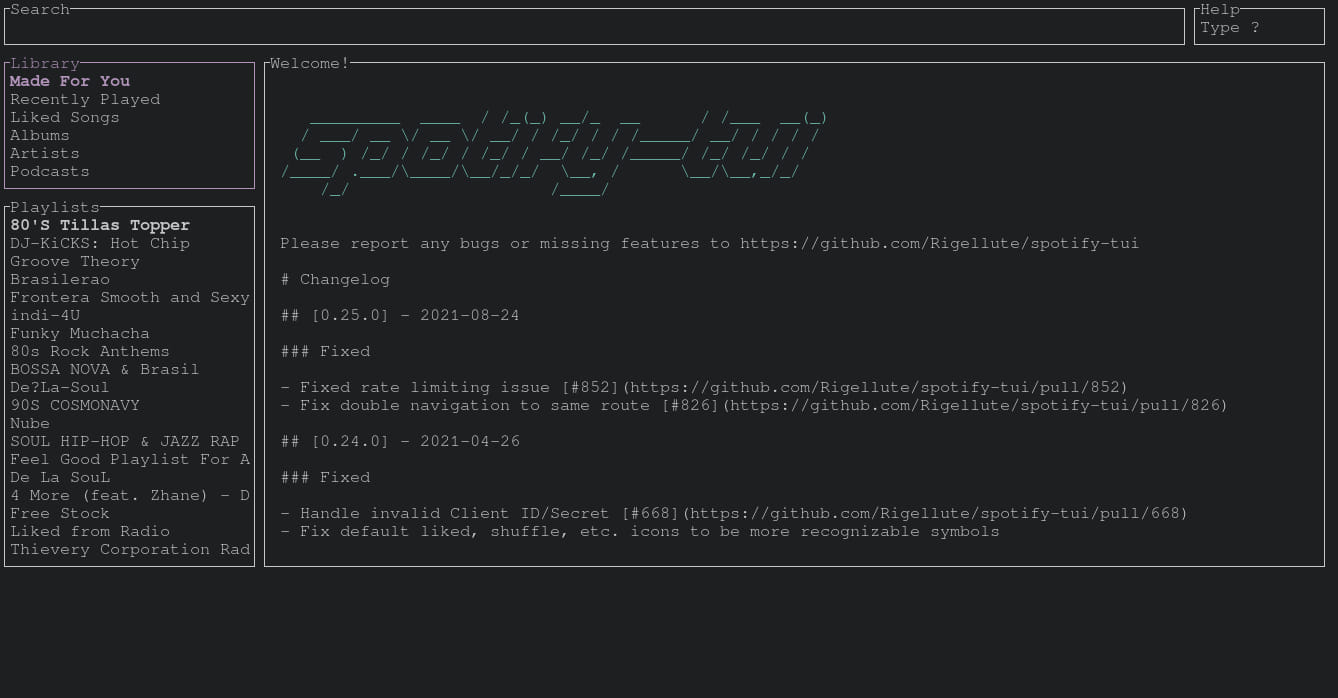 Search
Help
Type ?
Library
Made For You
Recently Played
Liked Songs
Albums
Artists
Podcasts
Playlists
80'S Tillas Topper
DJ-KiCKS: Hot Chip
Groove Theory
Brasilerao
Frontera Smooth and Sexy
indi-4U
Funky Muchacha
80s Rock Anthems
BOSSA NOVA & Brasil
De?La-Soul
90S COSMONAVY
Nube
SOUL HIP-HOP & JAZZ RAP
Feel Good Playlist For A
De La SouL
4 More (feat. Zhane) - D
Free Stock
Liked from Radio
Thievery Corporation Rad
Welcome!
spotify-tui
Please report any bugs or missing features to https://github.com/Rigellute/spotify-tui
# Changelog
## [0.25.0] - 2021-08-24
### Fixed
- Fixed rate limiting issue [#852](https://github.com/Rigellute/spotify-tui/pull/852)
- Fix double navigation to same route [#826](https://github.com/Rigellute/spotify-tui/pull/826)
## [0.24.0] - 2021-04-26
### Fixed
- Handle invalid Client ID/Secret [#668](https://github.com/Rigellute/spotify-tui/pull/668)
- Fix default liked, shuffle, etc. icons to be more recognizable symbols